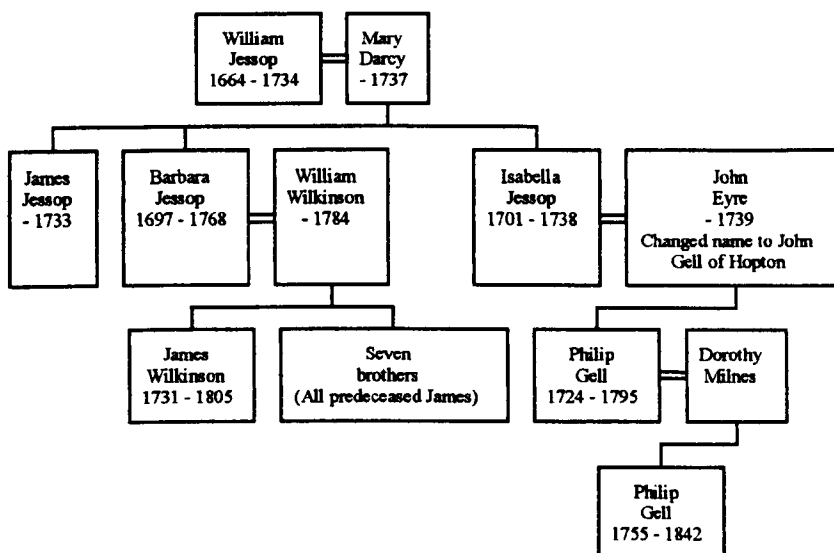 William
Jessop
1664 - 1734
Mary
Darcy
- 1737
James
Jessop
- 1733
Barbara
Jessop
1697 - 1768
William
Wilkinson
- 1784
Isabella
Jessop
1701 - 1738
John
Eyre
- 1739
Changed name to John
Gell of Hopton
James
Wilkinson
1731 - 1805
Seven
brothers
(All predeceased James)
Philip
Gell
1724 - 1795
Dorothy
Milnes
Philip
Gell
1755 - 1842